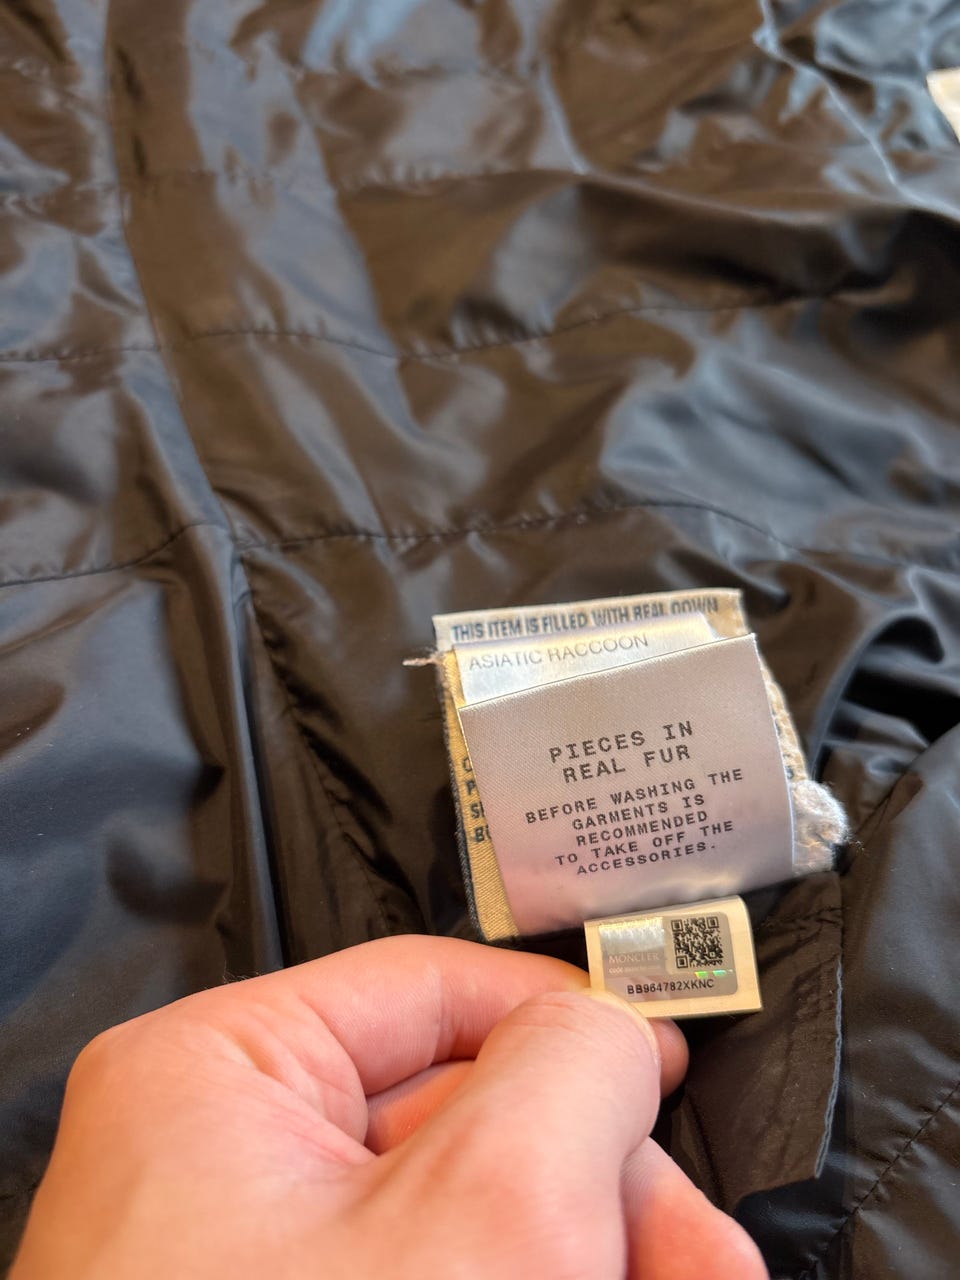 THIS ITEM IS FILLED WITH REAL DOWN
ASIATIC RACCOON
PIECES IN
REAL FUR
BEFORE WASHING THE
GARMENTS IS
RECOMMENDED
TO TAKE OFF THE
ACCESSORIES.
MONCLER
BB964782XKNC